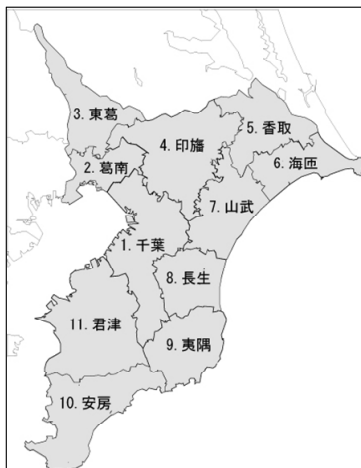 3. 東葛
5. 香取
4. 印旛
6. 海匝
2. 葛南
7. 山武
1. 千葉
8. 長生
11. 君津
9. 夷隅
10. 安房